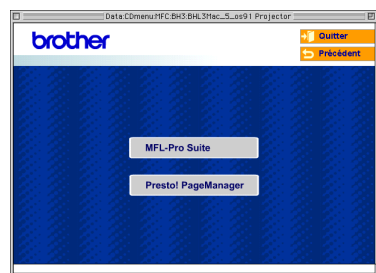 Data:CDmenu:MFC:BH3:BHL3Mac_5_os91 Projector
brother
Quitter
Précédent
MFL-Pro Suite
Presto! PageManager